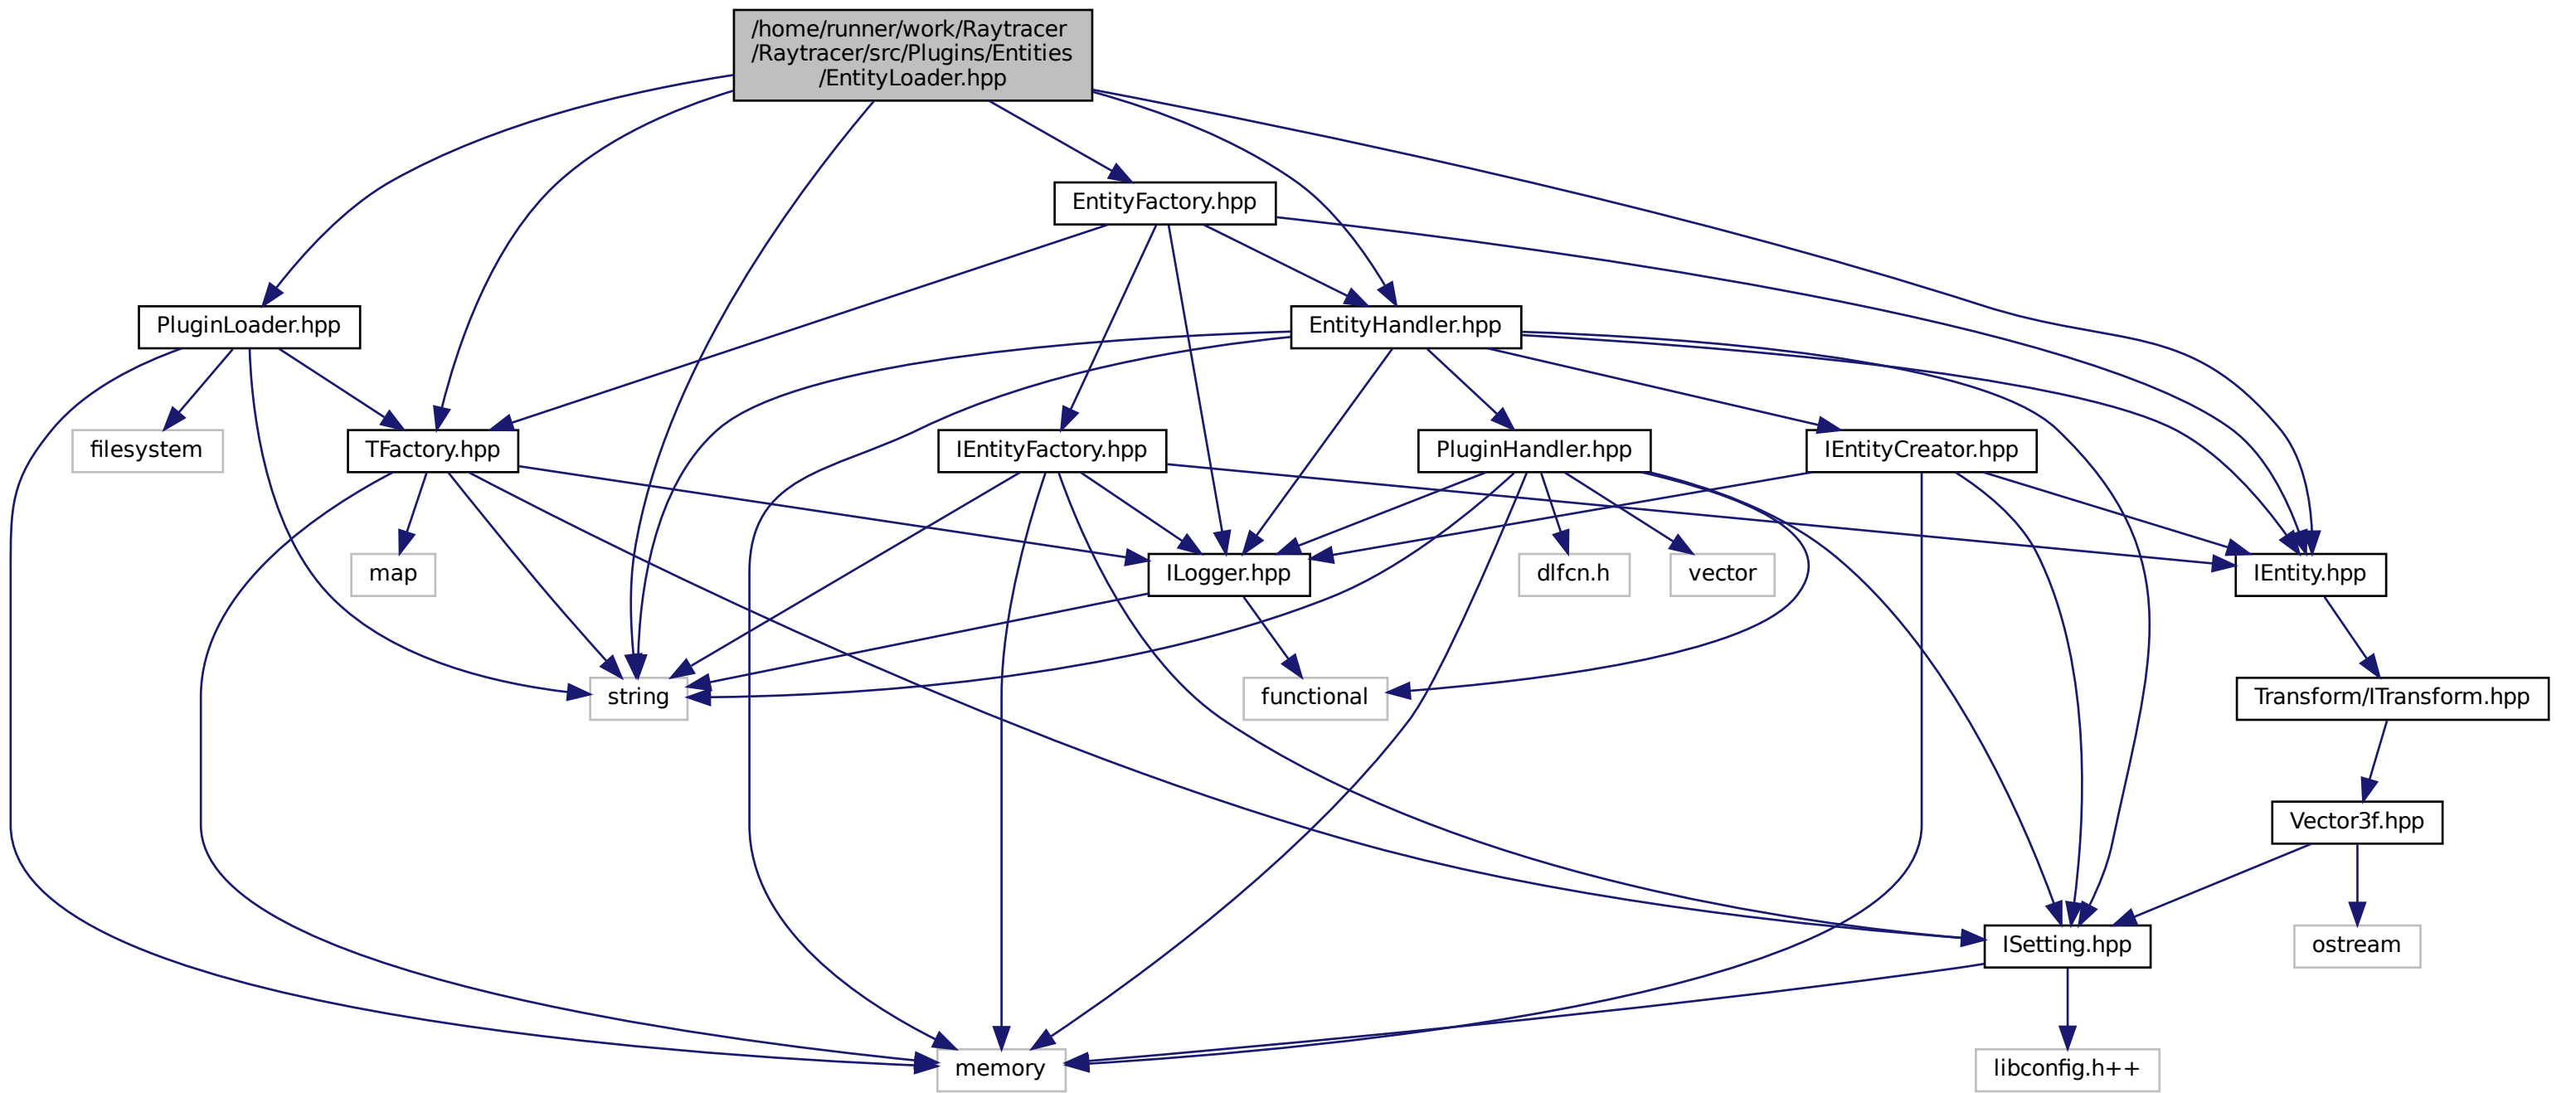 /home/runner/work/Raytracer
/Raytracer/src/Plugins/Entities
/EntityLoader.hpp
EntityFactory.hpp
PluginLoader.hpp
EntityHandler.hpp
filesystem
TFactory.hpp
IEntityFactory.hpp
PluginHandler.hpp
IEntityCreator.hpp
map
ILogger.hpp
dlfcn.h
vector
IEntity.hpp
string
functional
Transform/ITransform.hpp
Vector3f.hpp
ISetting.hpp
ostream
memory
libconfig.h++